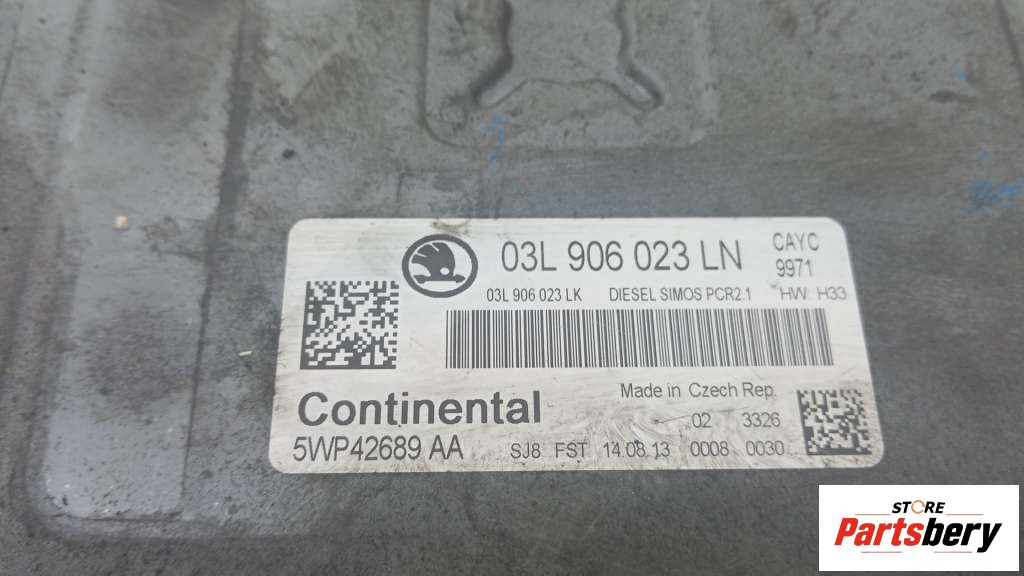 03L 906 023 LN CAYC
9971
03L 906 023 LK DIESEL SIMOS PCR2.1 HW H33
Continental
Made in Czech Rep.
02 3326
5WP42689 AA SJ8 FST 14.08.13 0008 0030
STORE
Partsbery